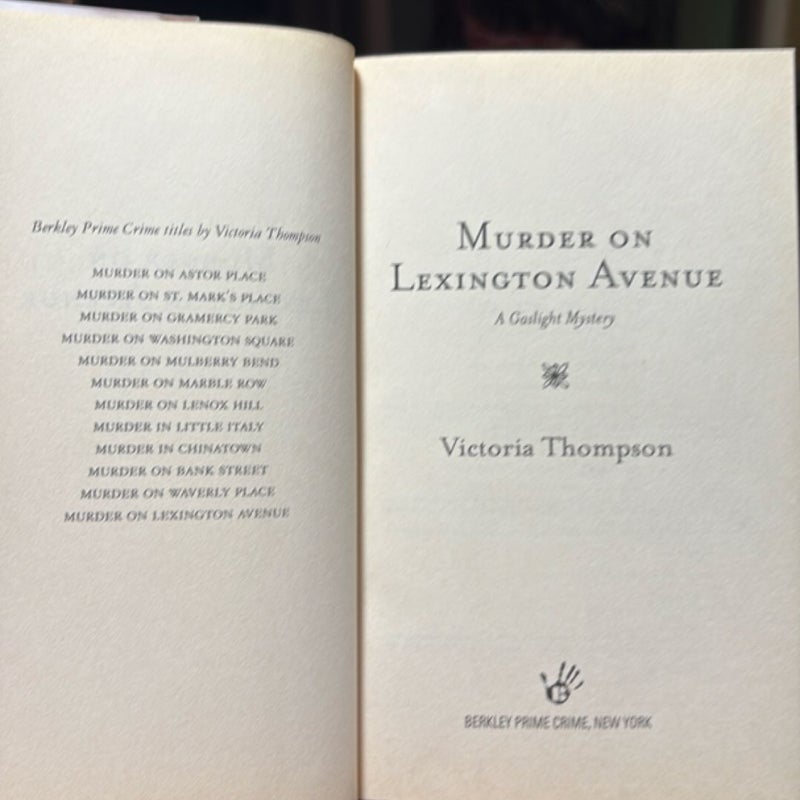 Berkley Prime Crime titles by Victoria Thompson
MURDER ON ASTOR PLACE
MURDER ON ST. MARK'S PLACE
MURDER ON GRAMERCY PARK
MURDER ON WASHINGTON SQUARE
MURDER ON MULBERRY BEND
MURDER ON MARBLE ROW
MURDER ON LENOX HILL
MURDER IN LITTLE ITALY
MURDER IN CHINATOWN
MURDER ON BANK STREET
MURDER ON WAVERLY PLACE
MURDER ON LEXINGTON AVENUE
MURDER ON
LEXINGTON AVENUE
A Gaslight Mystery
Victoria Thompson
BERKLEY PRIME CRIME, NEW YORK